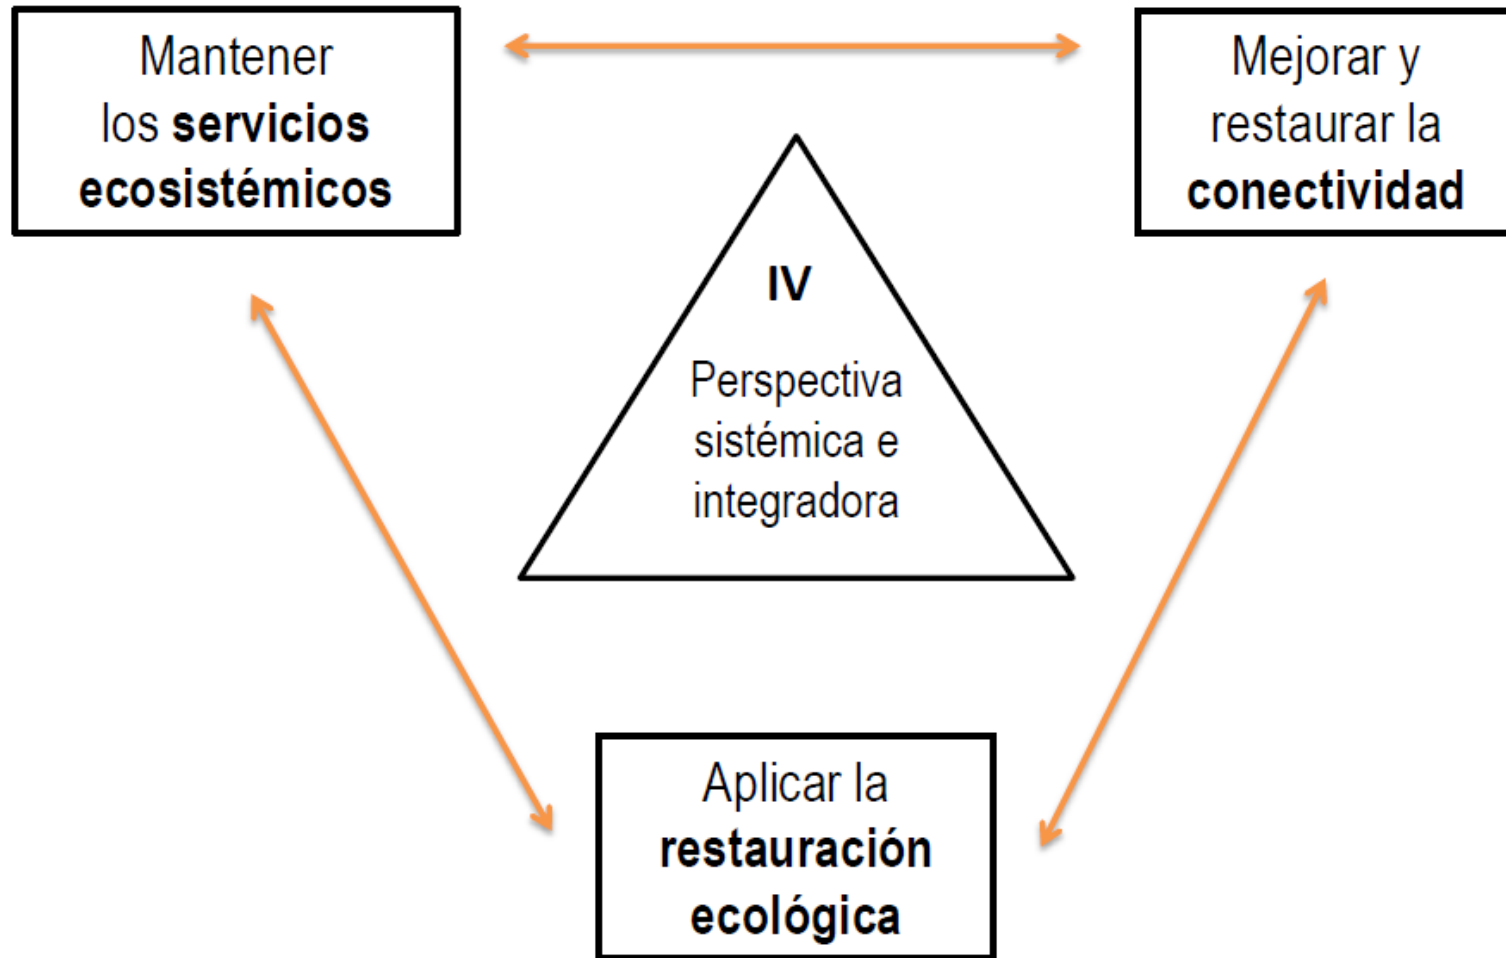 Mantener
los servicios
ecosistémicos
Mejorar y
restaurar la
conectividad
IV
Perspectiva
sistémica e
integradora
Aplicar la
restauración
ecológica